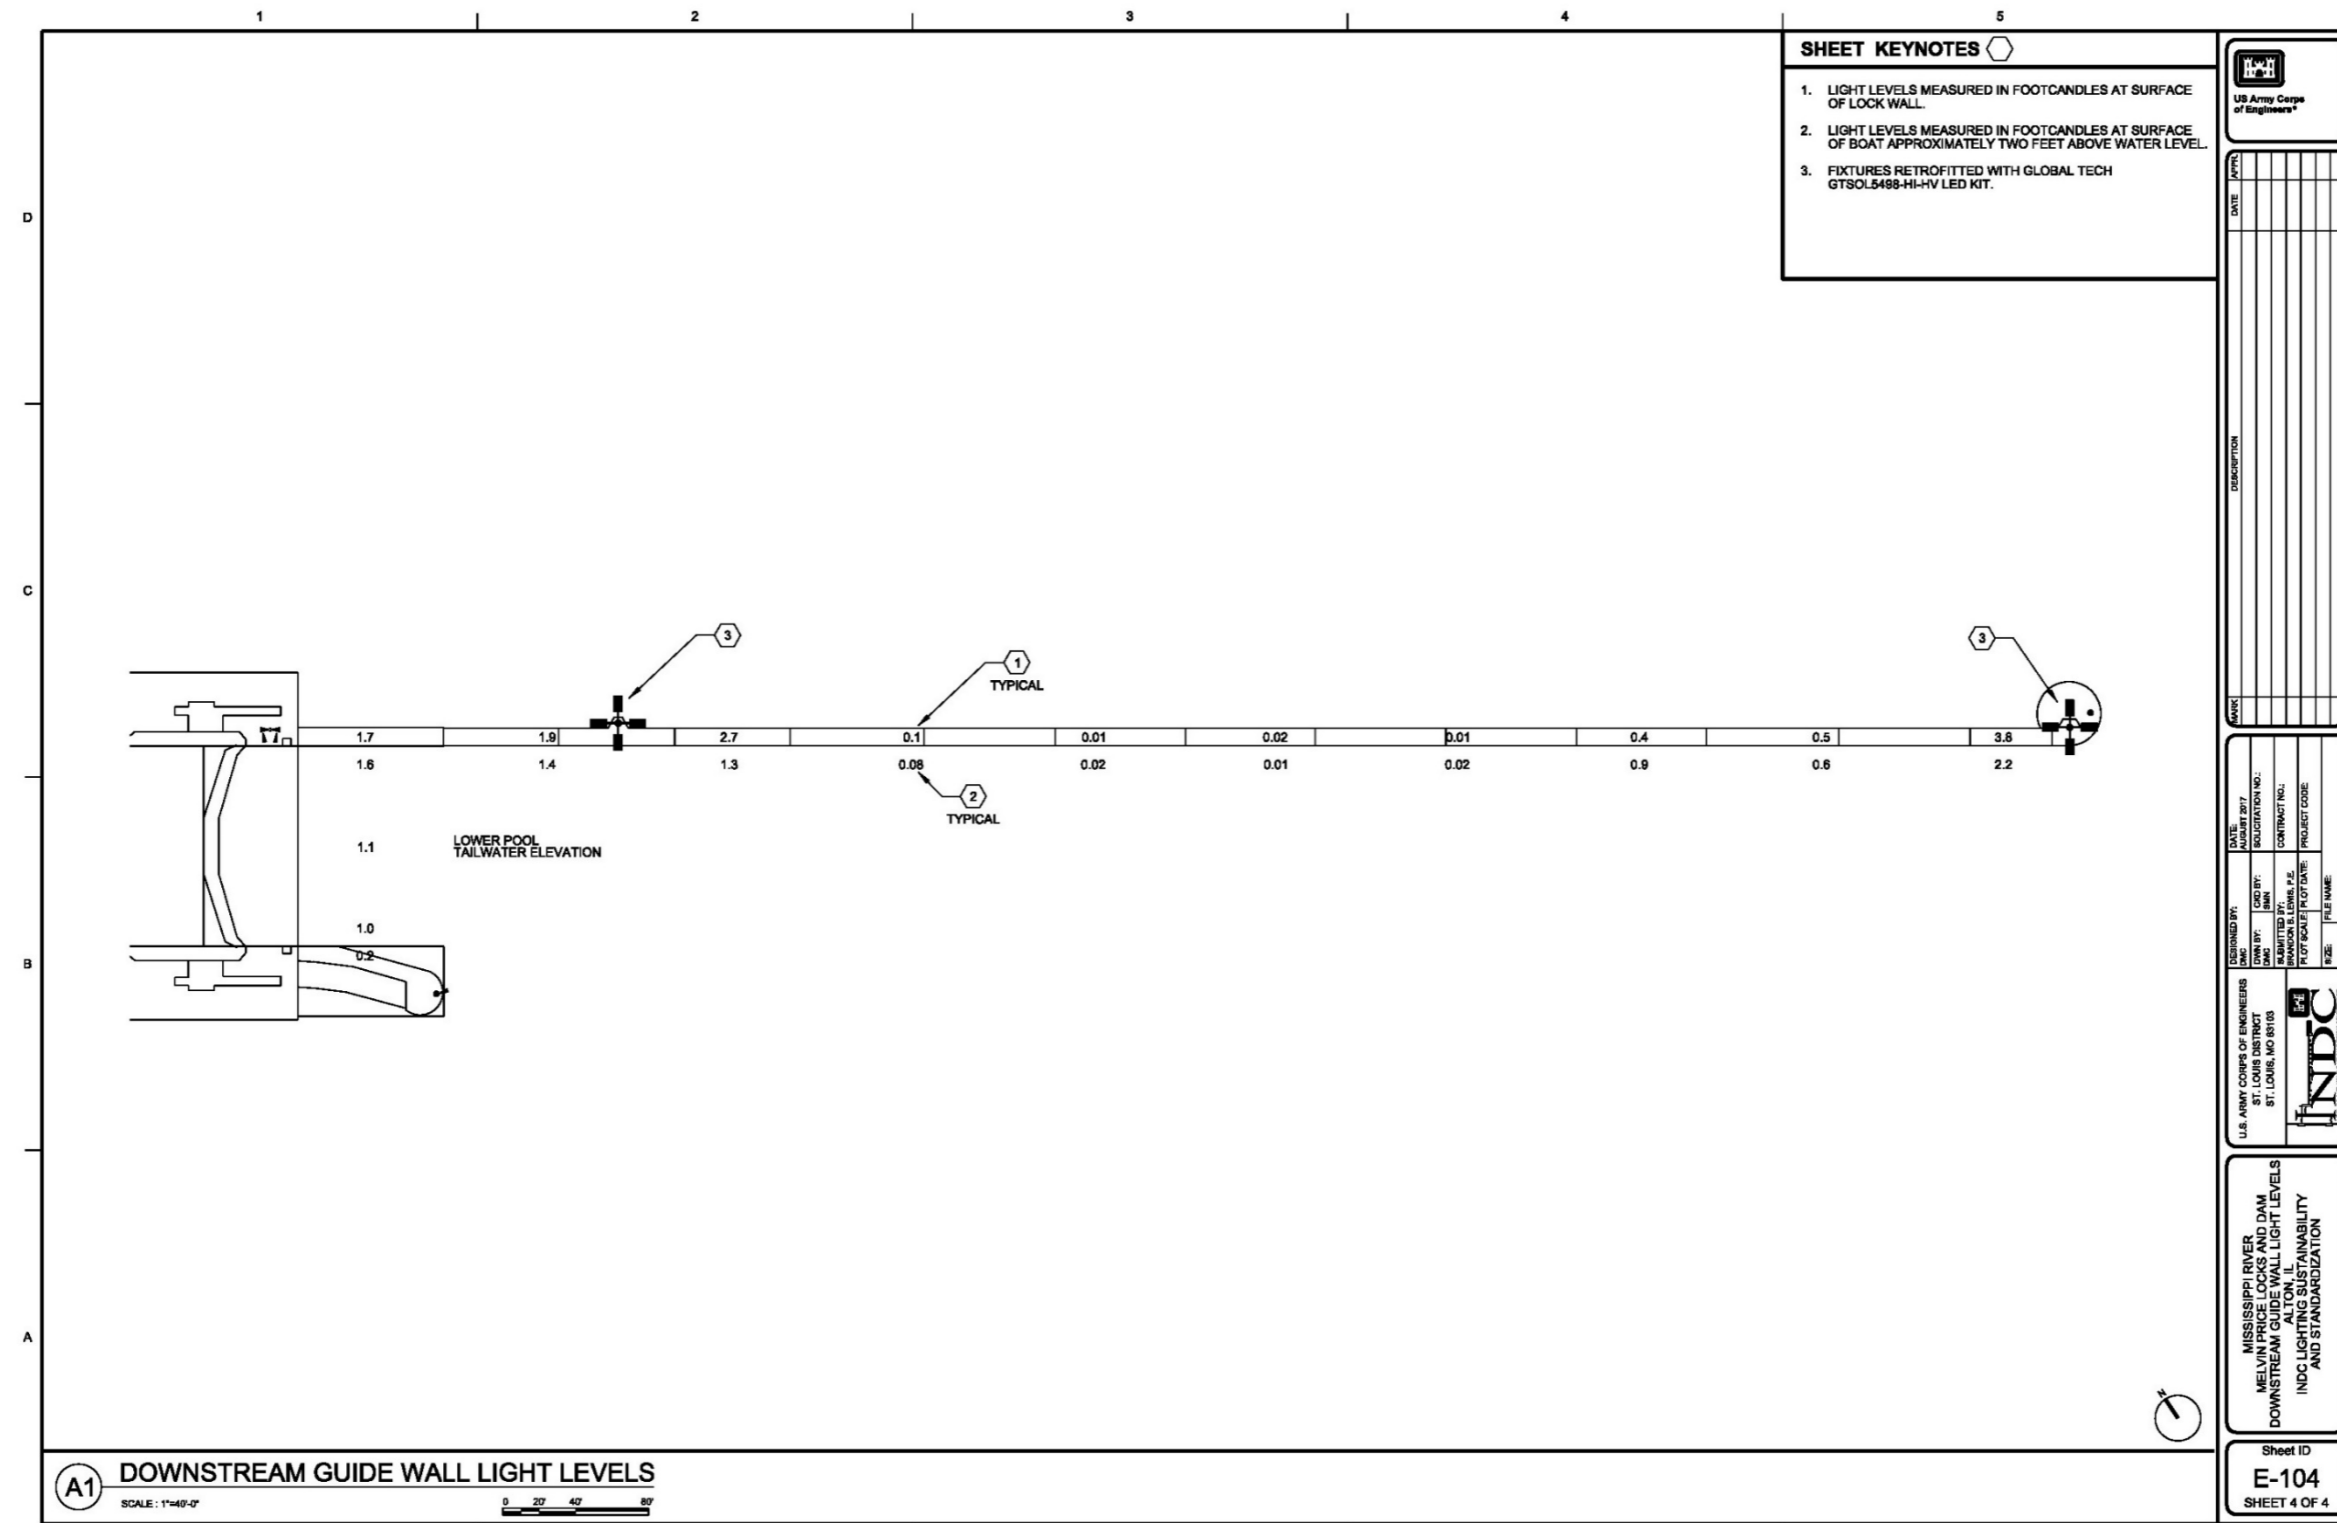 1 2 3 4 5
D
C
B
A
SHEET KEYNOTES
1. LIGHT LEVELS MEASURED IN FOOTCANDLES AT SURFACE
OF LOCK WALL.
2. LIGHT LEVELS MEASURED IN FOOTCANDLES AT SURFACE
OF BOAT APPROXIMATELY TWO FEET ABOVE WATER LEVEL.
3. FIXTURES RETROFITTED WITH GLOBAL TECH
GTSOL5498-HI-HV LED KIT.
3
1
TYPICAL
3
1.7 1.9 2.7 0.1 0.01 0.02 0.01 0.4 0.5 3.8
1.6 1.4 1.3 0.08 0.02 0.01 0.02 0.9 0.6 2.2
2
TYPICAL
1.1
LOWER POOL
TAILWATER ELEVATION
1.0
0.2
N
A1
DOWNSTREAM GUIDE WALL LIGHT LEVELS
SCALE : 1"=40'-0"
0 20' 40' 80'
US Army Corps
of Engineers®
APPR.
DATE
DESCRIPTION
MARK
DATE:
AUGUST 2017
SOLICITATION NO.:
CONTRACT NO.:
PROJECT CODE:
DESIGNED BY:
DMC
DWN BY:
DMC
CKD BY:
SMN
SUBMITTED BY:
BRANDON B. LEWIS, P.E.
PLOT SCALE:
PLOT DATE:
SIZE:
FILE NAME:
U.S. ARMY CORPS OF ENGINEERS
ST. LOUIS DISTRICT
ST. LOUIS, MO 63103
INDC
MISSISSIPPI RIVER
MELVIN PRICE LOCKS AND DAM
DOWNSTREAM GUIDE WALL LIGHT LEVELS
ALTON, IL
INDC LIGHTING SUSTAINABILITY
AND STANDARDIZATION
Sheet ID
E-104
SHEET 4 OF 4